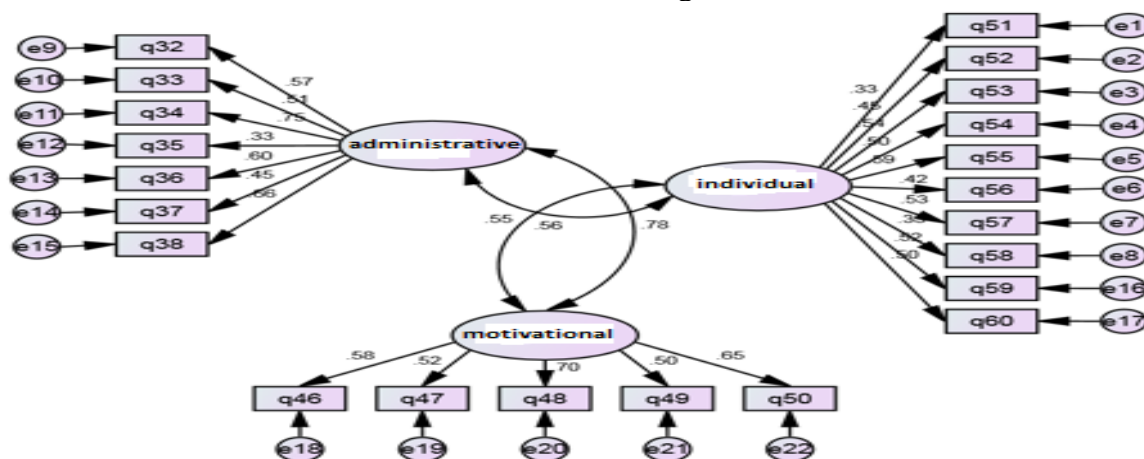 e9 q32
e10 q33
e11 q34
e12 q35
e13 q36
e14 q37
e15 q38
.57
.51
.75
.33
.60
.45
administrative
q51 e1
q52 e2
q53 e3
q54 e4
q55 e5
q56 e6
q57 e7
q58 e8
q59 e16
q60 e17
.33
.54
.50
.59
.42
.53
.52
.50
individual
.55 .56 .78
motivational
.58 .52 .70 .50 .65
q46 q47 q48 q49 q50
e18 e19 e20 e21 e22